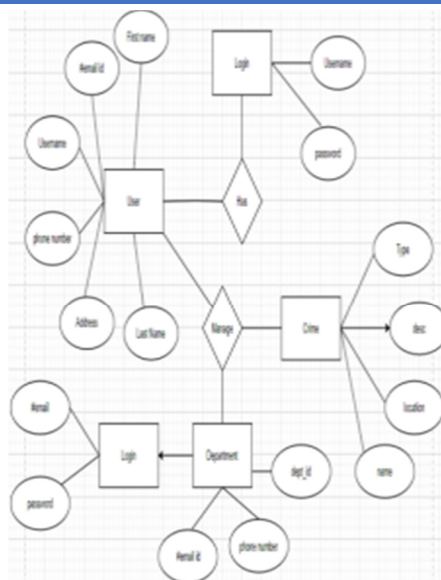 First name
Login
Username
#email id
Username
password
User
Has
phone number
Type
Address
Last Name
Manage
Crime
desc
#email
location
Login
Department
dept_id
name
password
#email id
phone number